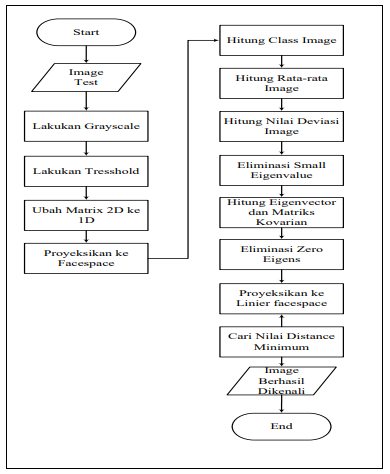 Start
Image
Test
Lakukan Grayscale
Lakukan Tresshold
Ubah Matrix 2D ke
1D
Proyeksikan ke
Facespace
Hitung Class Image
Hitung Rata-rata
Image
Hitung Nilai Deviasi
Image
Eliminasi Small
Eigenvalue
Hitung Eigenvector
dan Matriks
Kovarian
Eliminasi Zero
Eigens
Proyeksikan ke
Linier facespace
Cari Nilai Distance
Minimum
Image
Berhasil
Dikenali
End